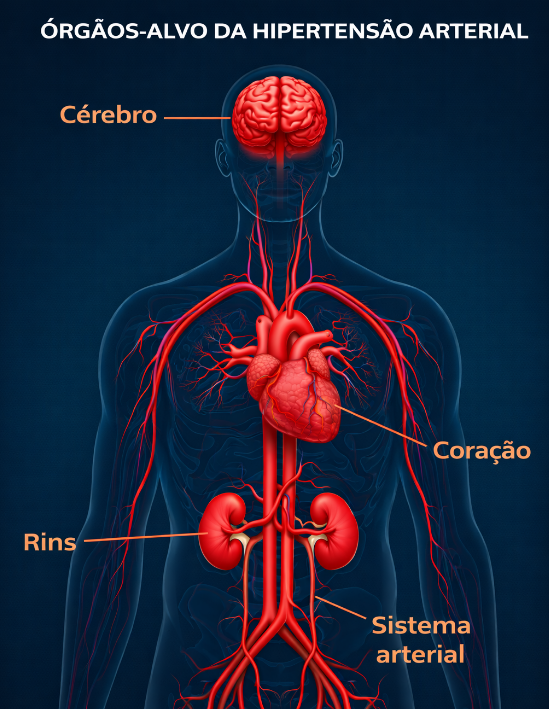 ÓRGÃOS-ALVO DA HIPERTENSÃO ARTERIAL
Cérebro
Coração
Rins
Sistema
arterial